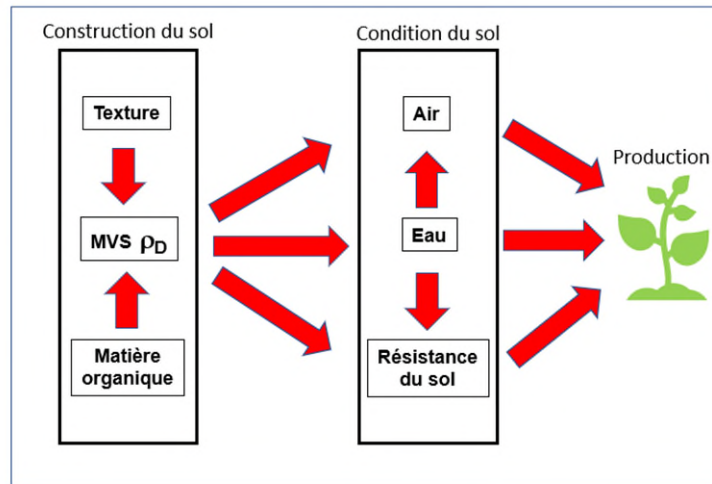 Construction du sol
Texture
MVS ρD
Matière
organique
Condition du sol
Air
Eau
Résistance
du sol
Production